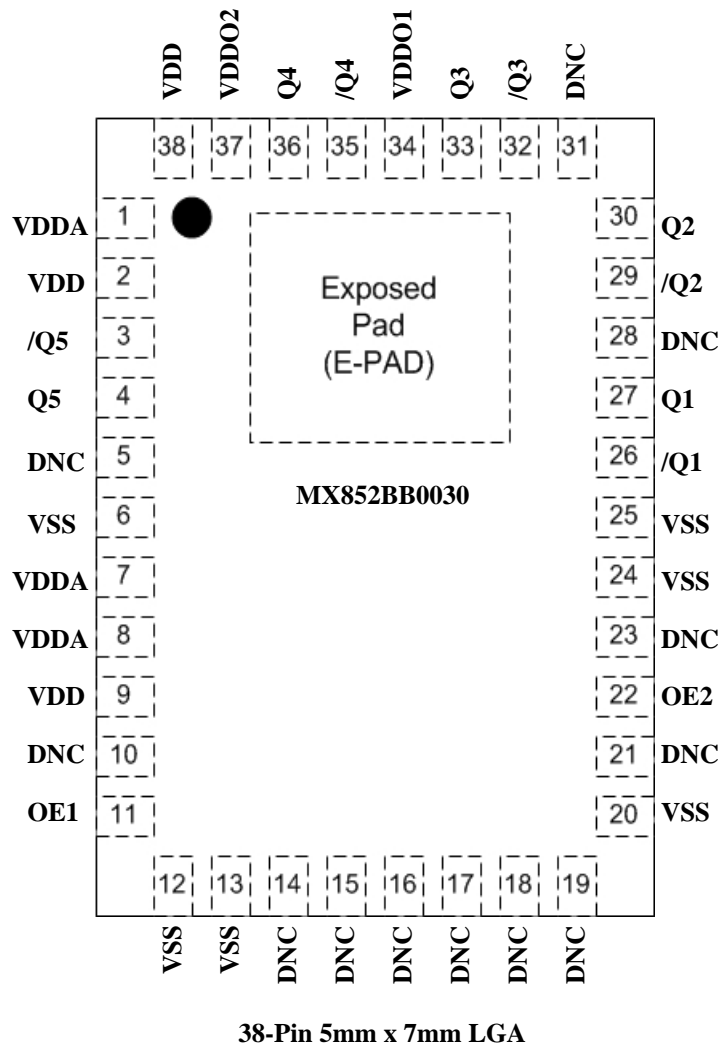 VDD VDDO2 Q4 /Q4 VDDO1 Q3 /Q3 DNC
38 37 36 35 34 33 32 31
VDDA 1 30 Q2
VDD 2 29 /Q2
/Q5 3 28 DNC
Q5 4 27 Q1
DNC 5 26 /Q1
VSS 6 25 VSS
VDDA 7 24 VSS
VDDA 8 23 DNC
VDD 9 22 OE2
DNC 10 21 DNC
OE1 11 20 VSS
Exposed
Pad
(E-PAD)
MX852BB0030
12 13 14 15 16 17 18 19
VSS VSS DNC DNC DNC DNC DNC DNC
38-Pin 5mm x 7mm LGA